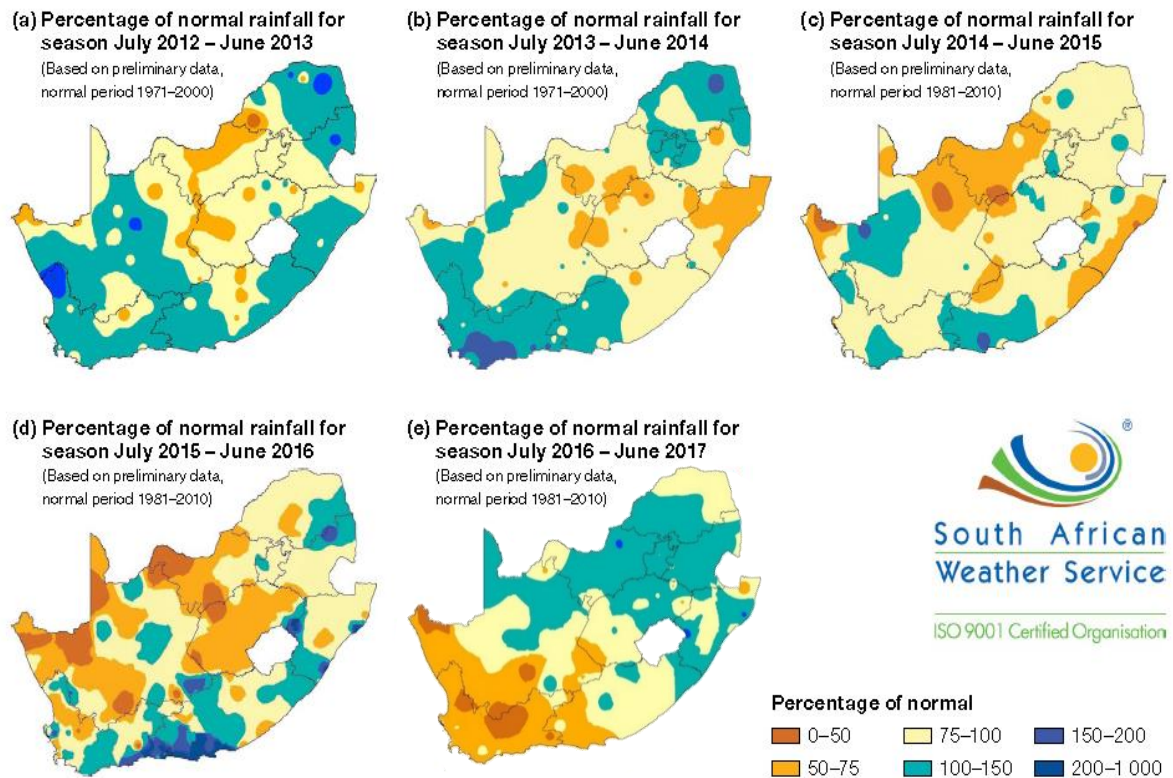 (a) Percentage of normal rainfall for
season July 2012 – June 2013
(Based on preliminary data,
normal period 1971–2000)
(b) Percentage of normal rainfall for
season July 2013 – June 2014
(Based on preliminary data,
normal period 1971–2000)
(c) Percentage of normal rainfall for
season July 2014 – June 2015
(Based on preliminary data,
normal period 1981–2010)
(d) Percentage of normal rainfall for
season July 2015 – June 2016
(Based on preliminary data,
normal period 1981–2010)
(e) Percentage of normal rainfall for
season July 2016 – June 2017
(Based on preliminary data,
normal period 1981–2010)
®
South African
Weather Service
ISO 9001 Certified Organisation
Percentage of normal
0–50
75–100
150–200
50–75
100–150
200–1 000